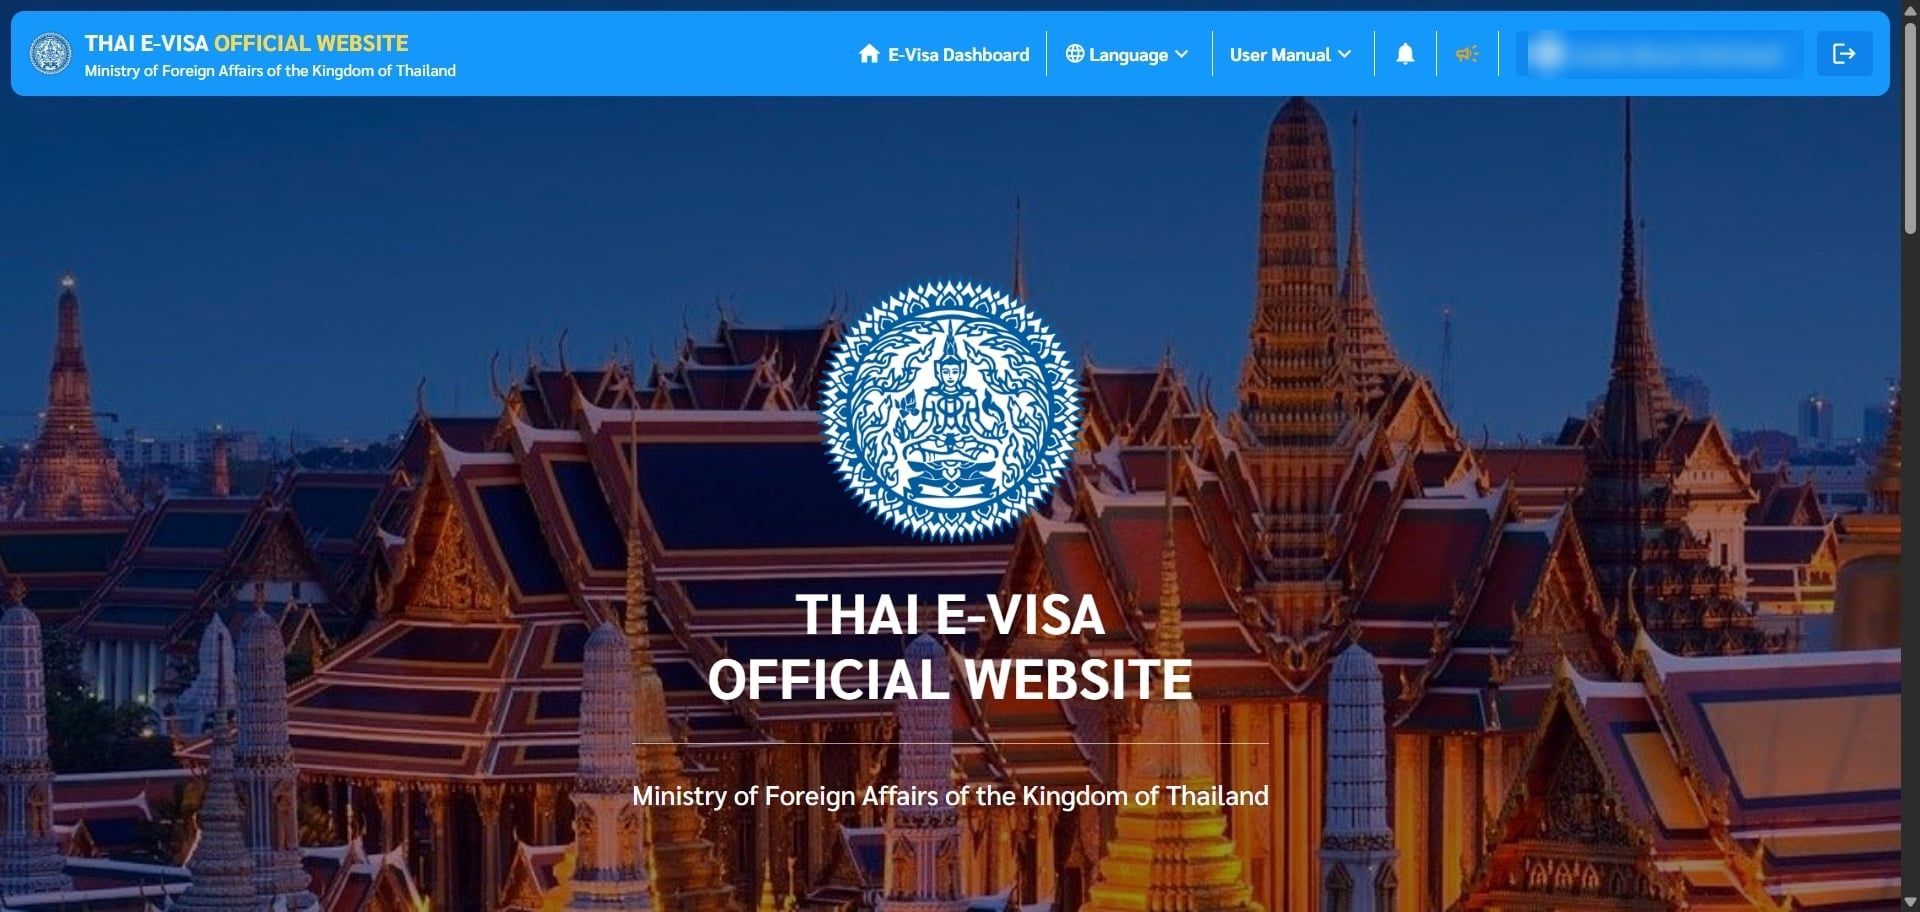 THAI E-VISA OFFICIAL WEBSITE
Ministry of Foreign Affairs of the Kingdom of Thailand
E-Visa Dashboard
Language
User Manual
THAI E-VISA
OFFICIAL WEBSITE
Ministry of Foreign Affairs of the Kingdom of Thailand